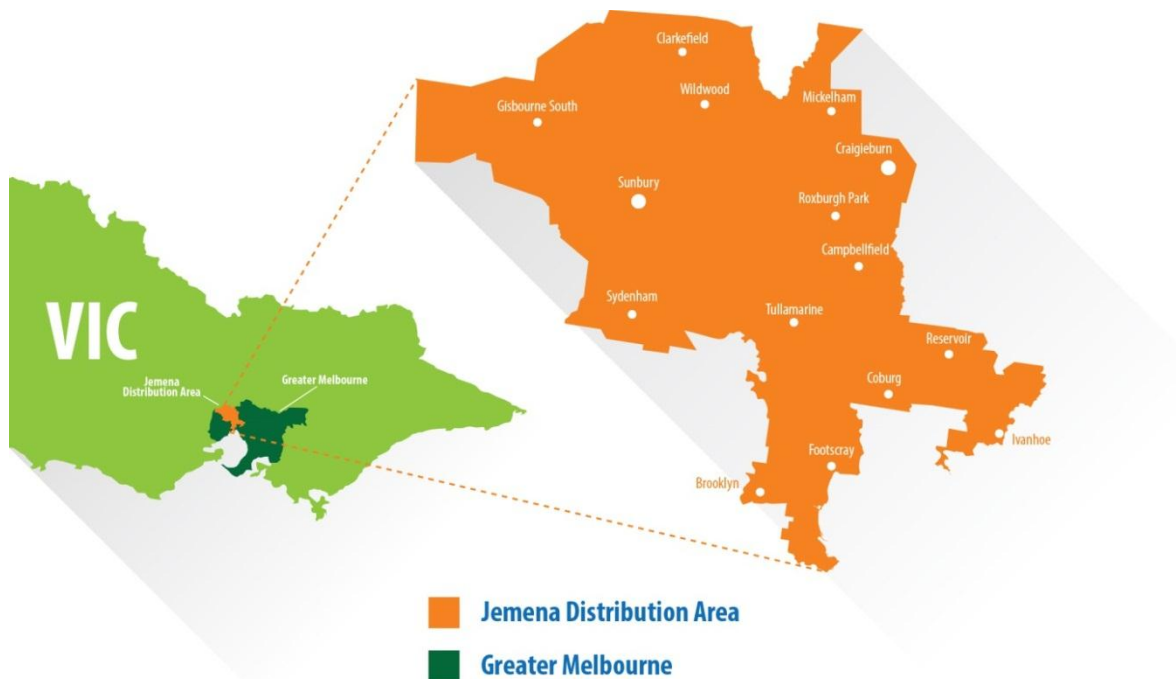 Clarkefield
Wildwood
Mickelham
Gisbourne South
Craigieburn
Sunbury
Roxburgh Park
Campbellfield
Sydenham
Tullamarine
VIC
Reservoir
Jemena
Distribution Area
Greater Melbourne
Coburg
Ivanhoe
Footscray
Brooklyn
Jemena Distribution Area
Greater Melbourne